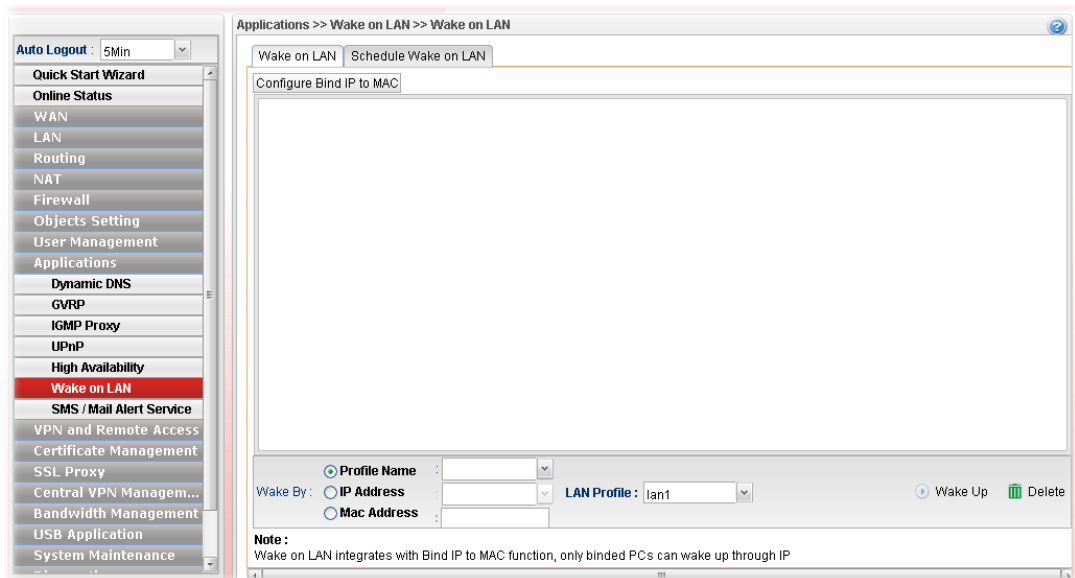 Applications >> Wake on LAN >> Wake on LAN
Auto Logout : 5Min
Quick Start Wizard
Online Status
WAN
LAN
Routing
NAT
Firewall
Objects Setting
User Management
Applications
Dynamic DNS
GVRP
IGMP Proxy
UPnP
High Availability
Wake on LAN
SMS / Mail Alert Service
VPN and Remote Access
Certificate Management
SSL Proxy
Central VPN Managem...
Bandwidth Management
USB Application
System Maintenance
Wake on LAN Schedule Wake on LAN
Configure Bind IP to MAC
Profile Name :
Wake By : IP Address : LAN Profile : lan1 Wake Up Delete
Mac Address :
Note :
Wake on LAN integrates with Bind IP to MAC function, only binded PCs can wake up through IP